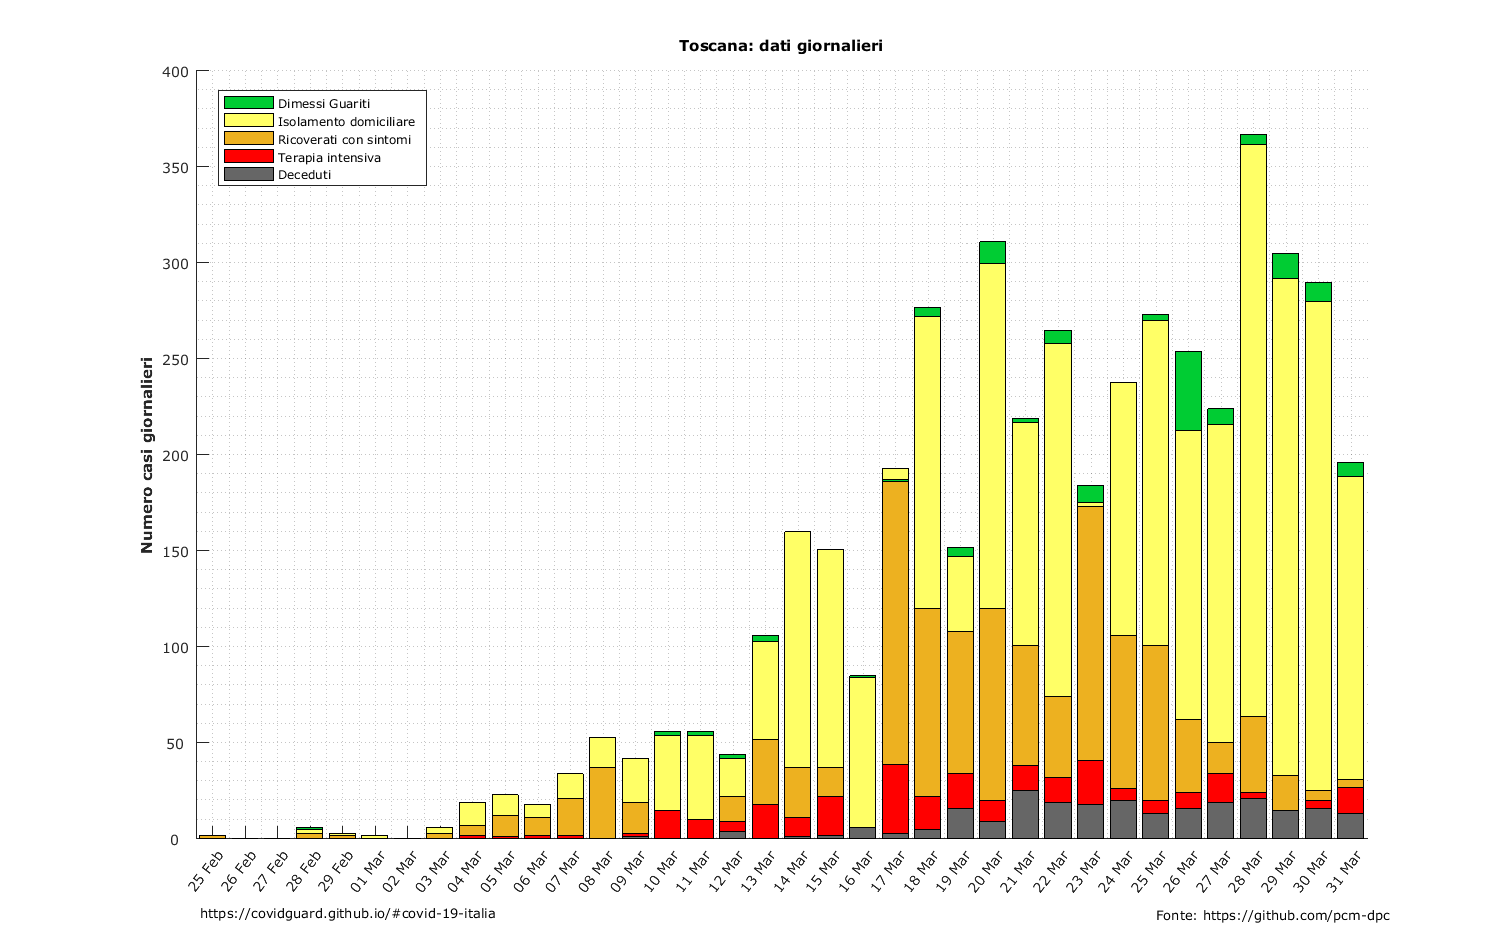 Toscana: dati giornalieri
Numero casi giornalieri
400
350
300
250
200
150
100
50
0
Dimessi Guariti
Isolamento domiciliare
Ricoverati con sintomi
Terapia intensiva
Deceduti
25 Feb
26 Feb
27 Feb
28 Feb
29 Feb
01 Mar
02 Mar
03 Mar
04 Mar
05 Mar
06 Mar
07 Mar
08 Mar
09 Mar
10 Mar
11 Mar
12 Mar
13 Mar
14 Mar
15 Mar
16 Mar
17 Mar
18 Mar
19 Mar
20 Mar
21 Mar
22 Mar
23 Mar
24 Mar
25 Mar
26 Mar
27 Mar
28 Mar
29 Mar
30 Mar
31 Mar
https://covidguard.github.io/#covid-19-italia
Fonte: https://github.com/pcm-dpc